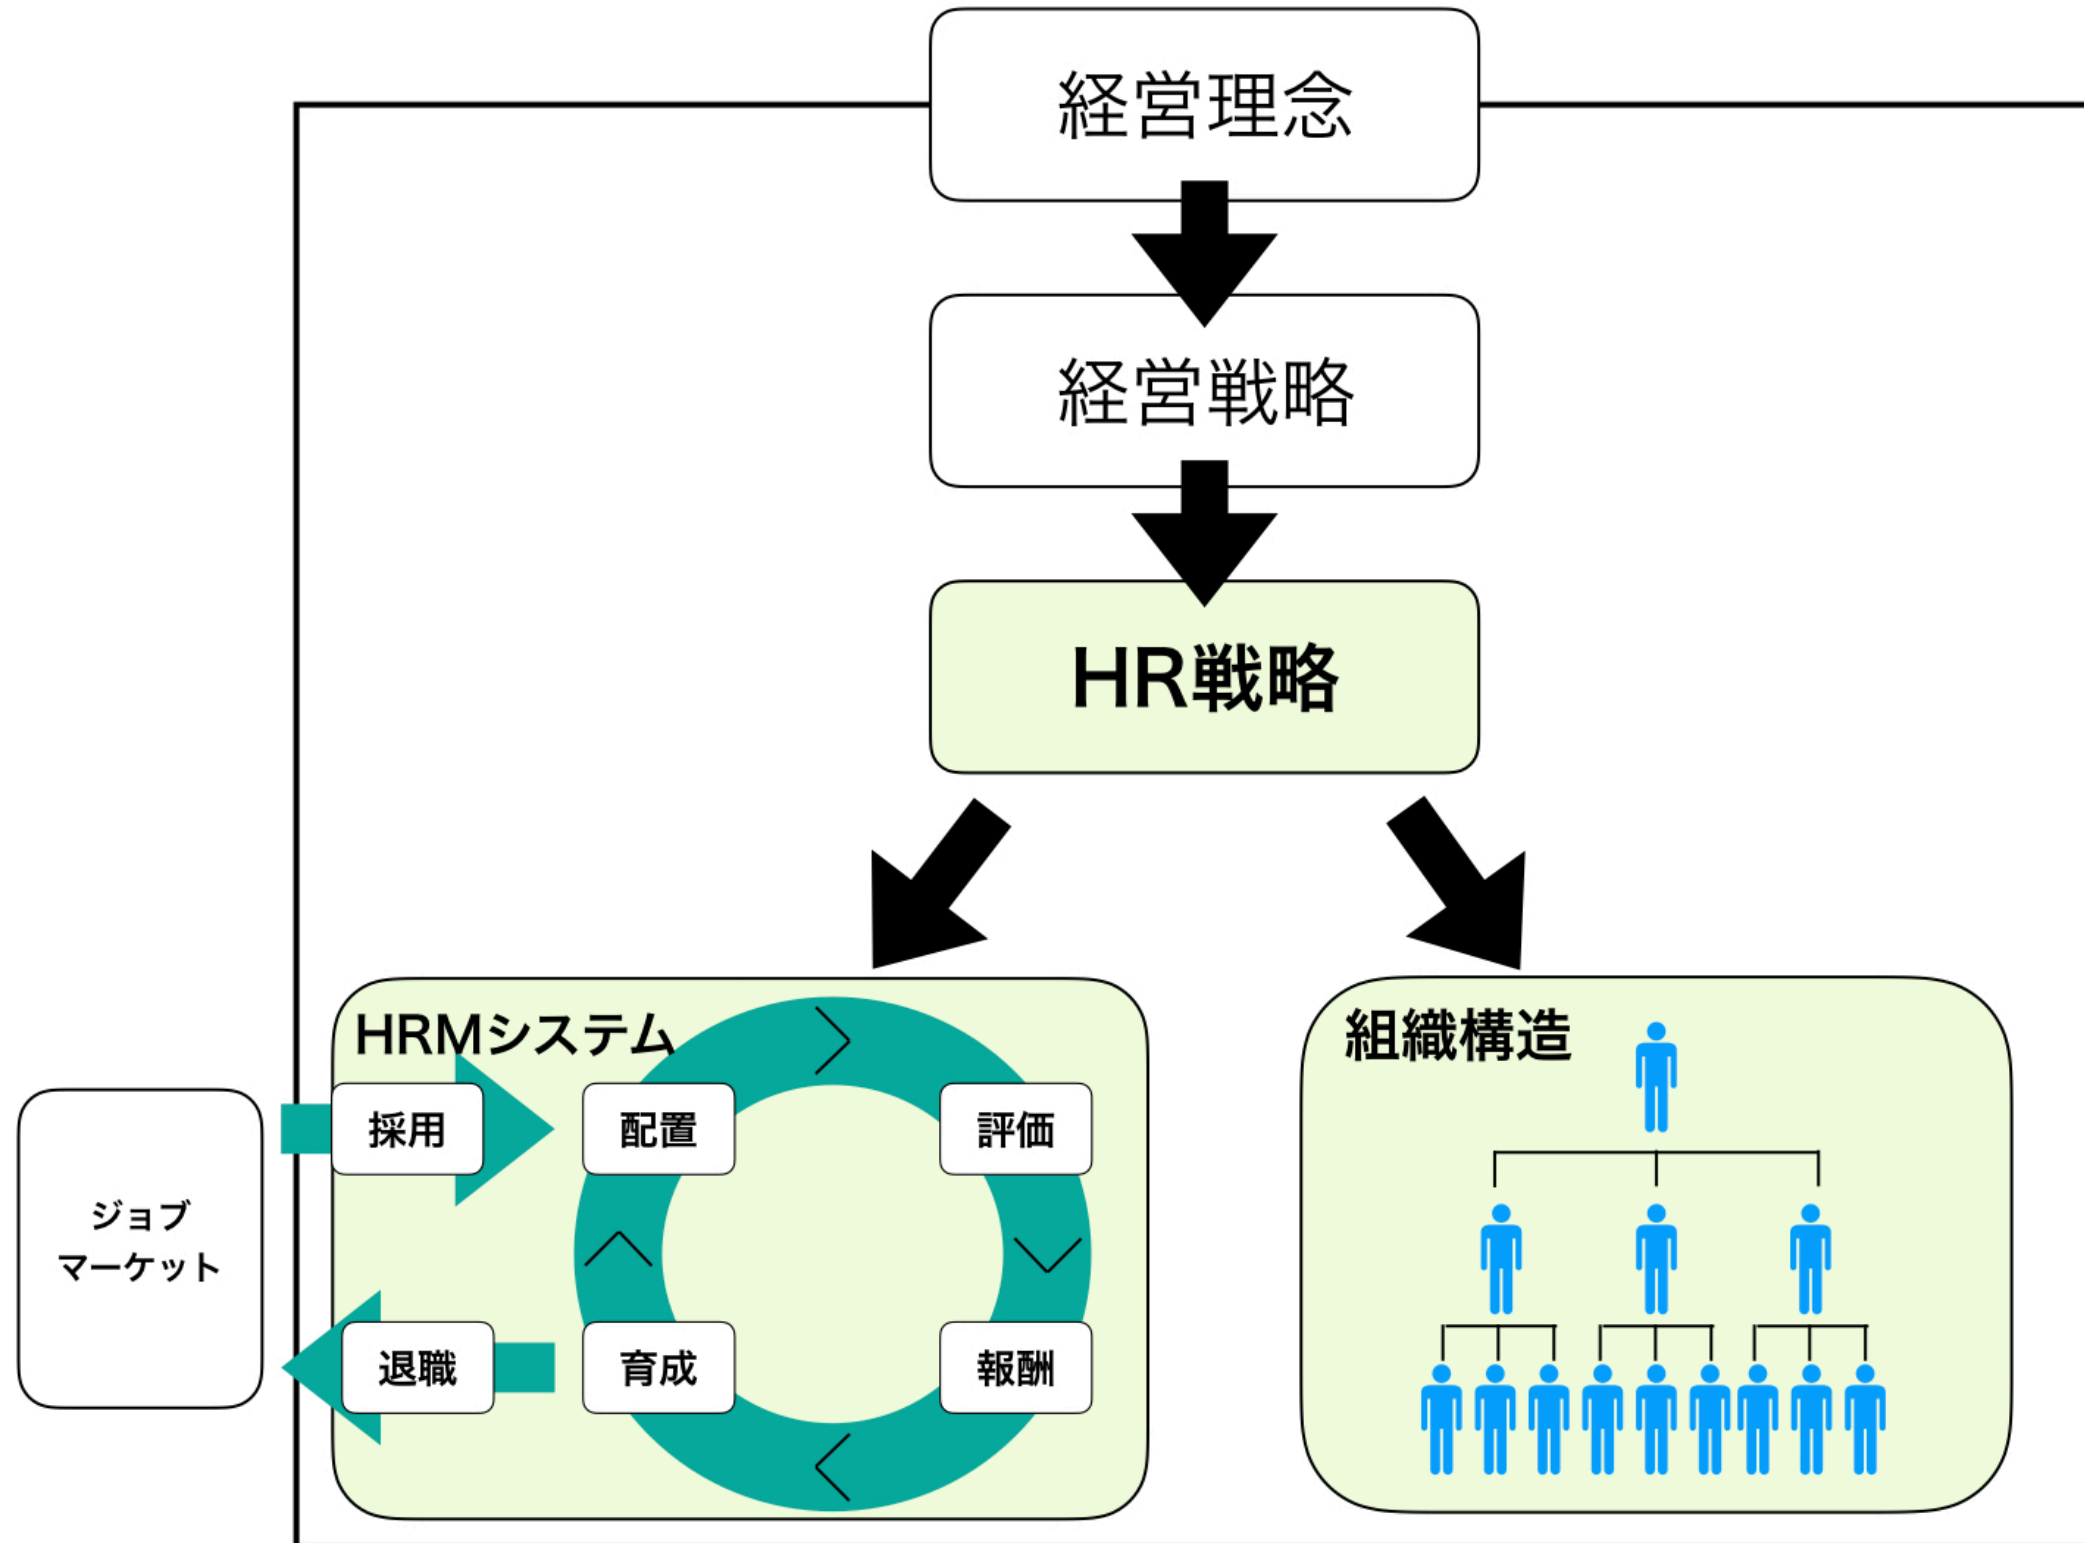 経営理念
経営戦略
HR戦略
HRMシステム
組織構造
採用
配置
評価
ジョブ
マーケット
退職
育成
報酬